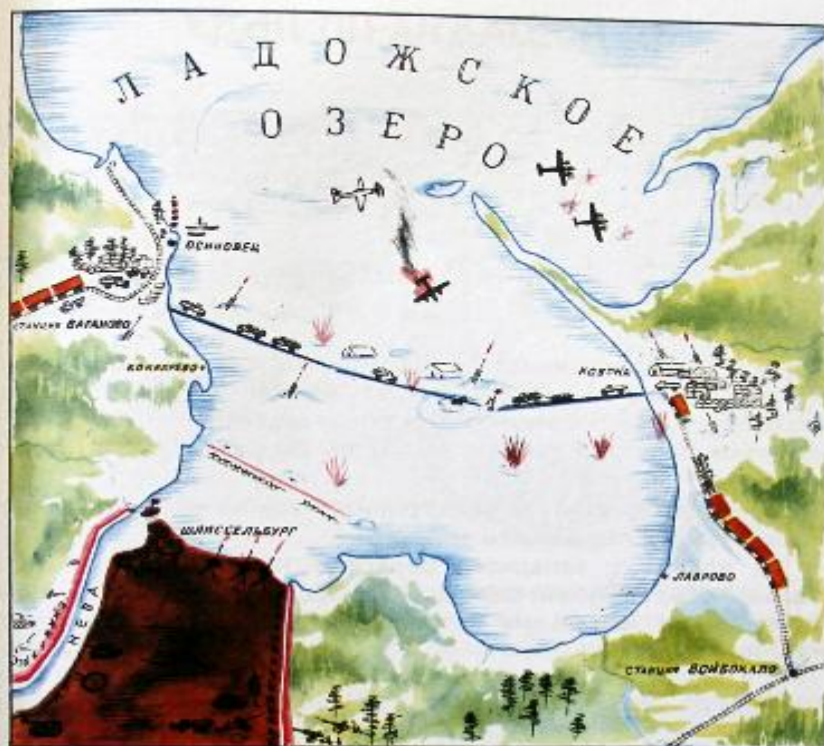 ЛАДОЖСКОЕ
ОЗЕРО
ОСИНОВЕЦ
СТАНЦИЯ ВАГАНОВО
КОККОРЕВО
КОБОНА
ШЛИССЕЛЬБУРГ
НЕВА
ЛАВРОВО
СТАНЦИЯ ВОЙБОКАЛО